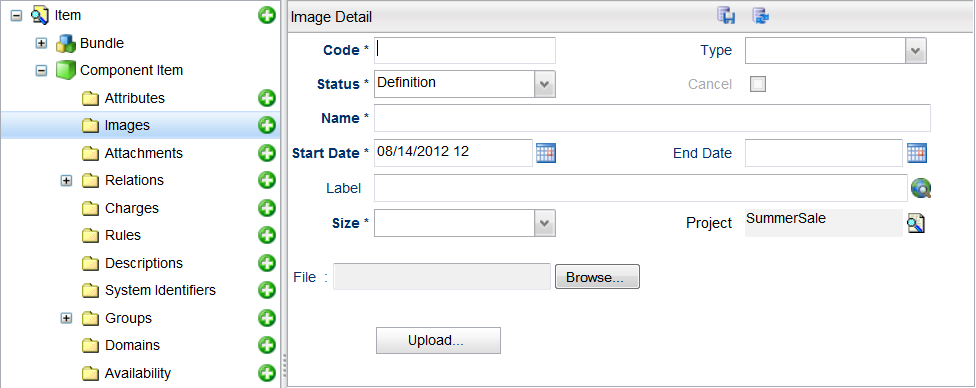 Item
Bundle
Component Item
Attributes
Images
Attachments
Relations
Charges
Rules
Descriptions
System Identifiers
Groups
Domains
Availability
Image Detail
Code *
Type
Status * Definition
Cancel
Name *
Start Date * 08/14/2012 12
End Date
Label
Size *
Project SummerSale
File : Browse...
Upload...